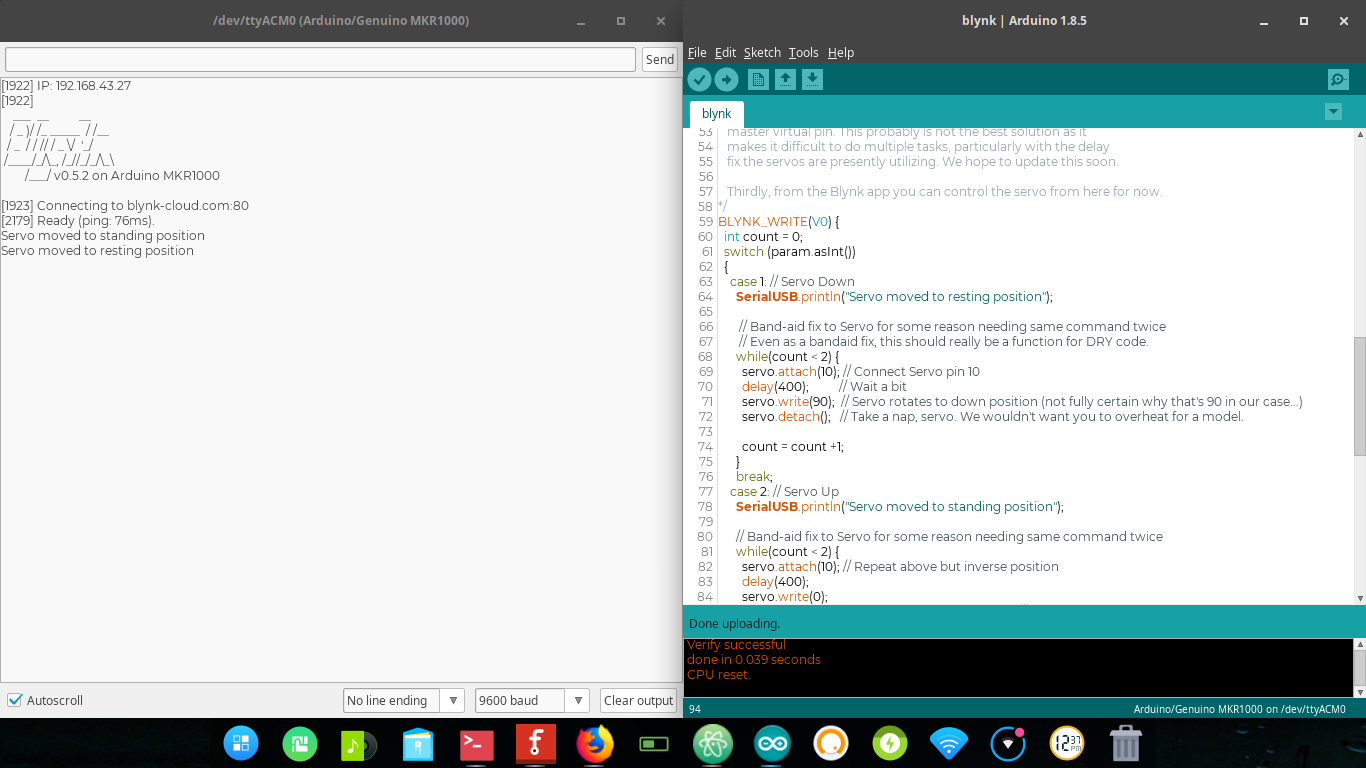 /dev/ttyACM0 (Arduino/Genuino MKR1000)
Send
[1922] IP: 192.168.43.27
[1922]
    ___  __          __
   / _ )/ /_ _____  / /__
  / _  / / // / _ \/  '_/
 /____/_/\_, /_//_/_/\_\
        /___/ v0.5.2 on Arduino MKR1000
[1923] Connecting to blynk-cloud.com:80
[2179] Ready (ping: 76ms).
Servo moved to standing position
Servo moved to resting position
Autoscroll
No line ending
9600 baud
Clear output
blynk | Arduino 1.8.5
File Edit Sketch Tools Help
blynk
53 master virtual pin. This probably is not the best solution as it
54 makes it difficult to do multiple tasks, particularly with the delay
55 fix the servos are presently utilizing. We hope to update this soon.
56
57 Thirdly, from the Blynk app you can control the servo from here for now.
58 */
59 BLYNK_WRITE(V0) {
60 int count = 0;
61 switch (param.asInt())
62 {
63 case 1: // Servo Down
64 SerialUSB.println("Servo moved to resting position");
65
66 // Band-aid fix to Servo for some reason needing same command twice
67 // Even as a bandaid fix, this should really be a function for DRY code.
68 while(count < 2) {
69 servo.attach(10); // Connect Servo pin 10
70 delay(400); // Wait a bit
71 servo.write(90); // Servo rotates to down position (not fully certain why that's 90 in our case...)
72 servo.detach(); // Take a nap, servo. We wouldn't want you to overheat for a model.
73
74 count = count +1;
75 }
76 break;
77 case 2: // Servo Up
78 SerialUSB.println("Servo moved to standing position");
79
80 // Band-aid fix to Servo for some reason needing same command twice
81 while(count < 2) {
82 servo.attach(10); // Repeat above but inverse position
83 delay(400);
84 servo.write(0);
Done uploading.
Verify successful
done in 0.039 seconds
CPU reset.
94
Arduino/Genuino MKR1000 on /dev/ttyACM0
12 37
PM